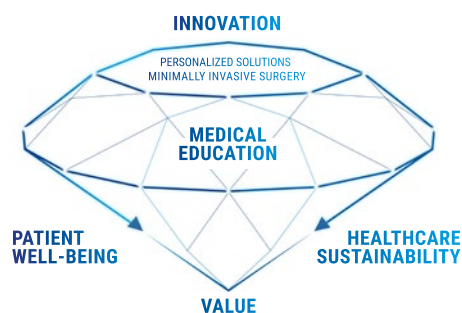 INNOVATION
PERSONALIZED SOLUTIONS
MINIMALLY INVASIVE SURGERY
MEDICAL
EDUCATION
PATIENT
WELL-BEING
HEALTHCARE
SUSTAINABILITY
VALUE